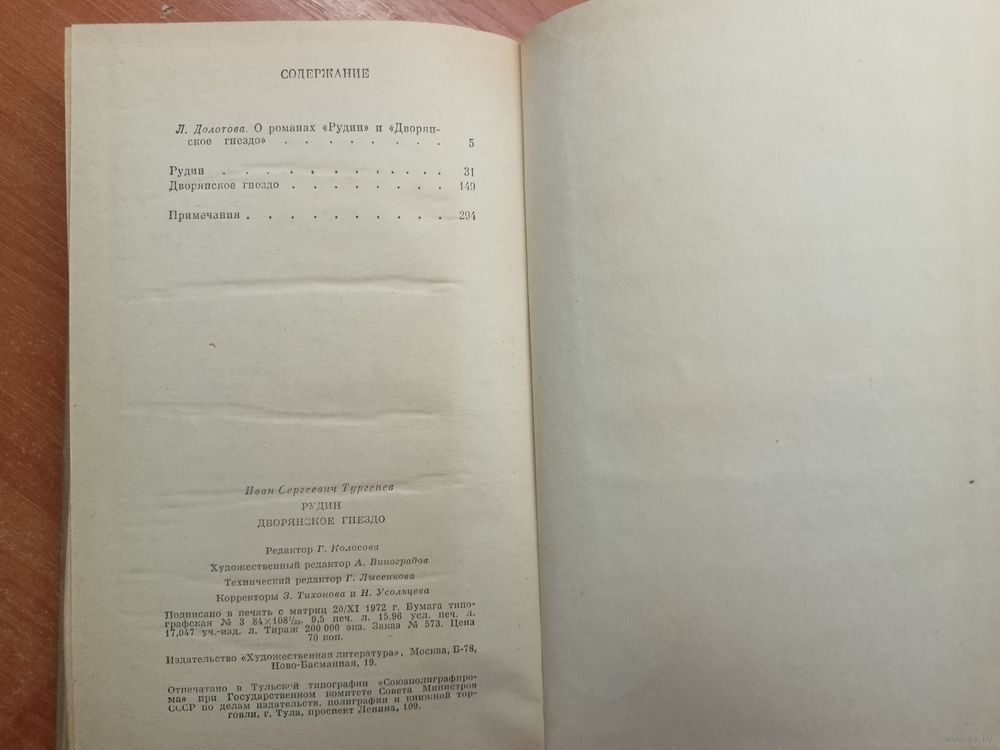 СОДЕРЖАНИЕ
Л. Долотова. О романах «Рудин» и «Дворян-
ское гнездо» . . . . . . . . 5
Рудин . . . . . . . . . . . . 31
Дворянское гнездо . . . . . . . . 149
Примечания . . . . . . . . . . 294
Иван Сергеевич Тургенев
РУДИН
ДВОРЯНСКОЕ ГНЕЗДО
Редактор Г. Колосова
Художественный редактор А. Виноградов
Технический редактор Г. Лысенкова
Корректоры З. Тихонова и Н. Усольцева
Подписано в печать с матриц 20/XI 1972 г. Бумага типо-
графская № 3 84×108¹/₃₂. 9,5 печ. л. 15,96 усл. печ. л.
17,047 уч.-изд. л. Тираж 200 000 экз. Заказ № 573. Цена
70 коп.
Издательство «Художественная литература», Москва, Б-78,
Ново-Басманная, 19.
Отпечатано в Тульской типографии «Союзполиграфпро-
ма» при Государственном комитете Совета Министров
СССР по делам издательств, полиграфии и книжной тор-
говли, г. Тула, проспект Ленина, 109.
www.ay.by